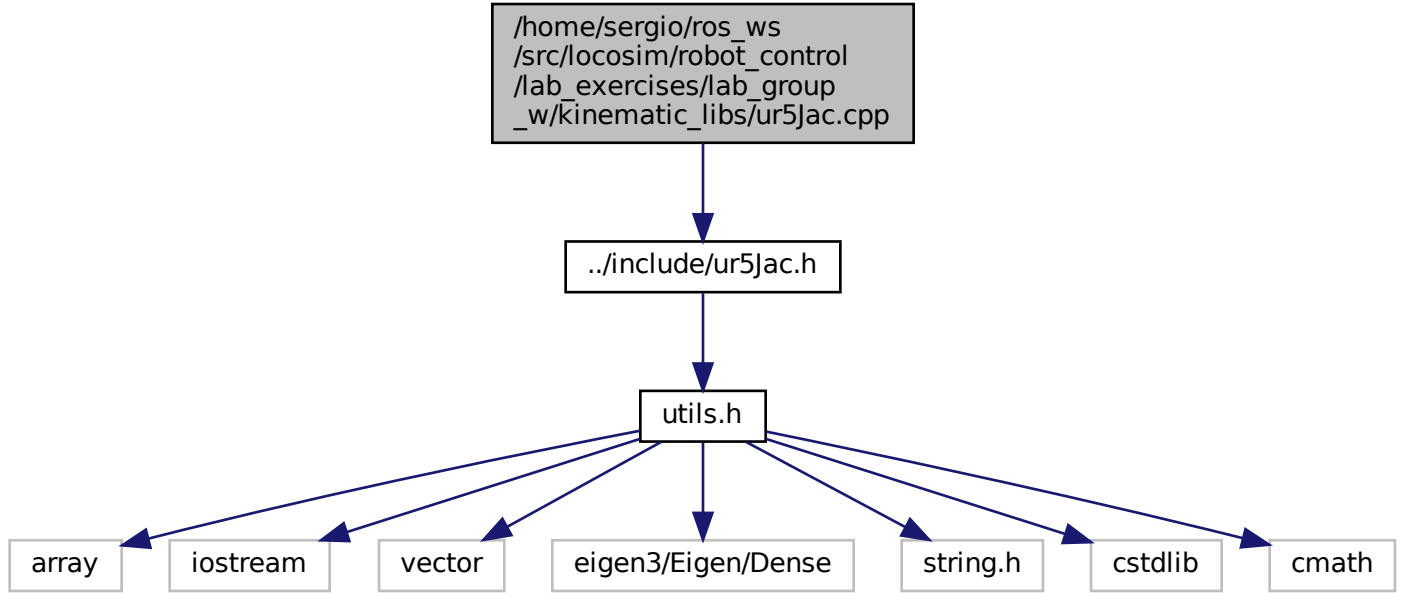 /home/sergio/ros_ws
/src/locosim/robot_control
/lab_exercises/lab_group
_w/kinematic_libs/ur5Jac.cpp
../include/ur5Jac.h
utils.h
array
iostream
vector
eigen3/Eigen/Dense
string.h
cstdlib
cmath